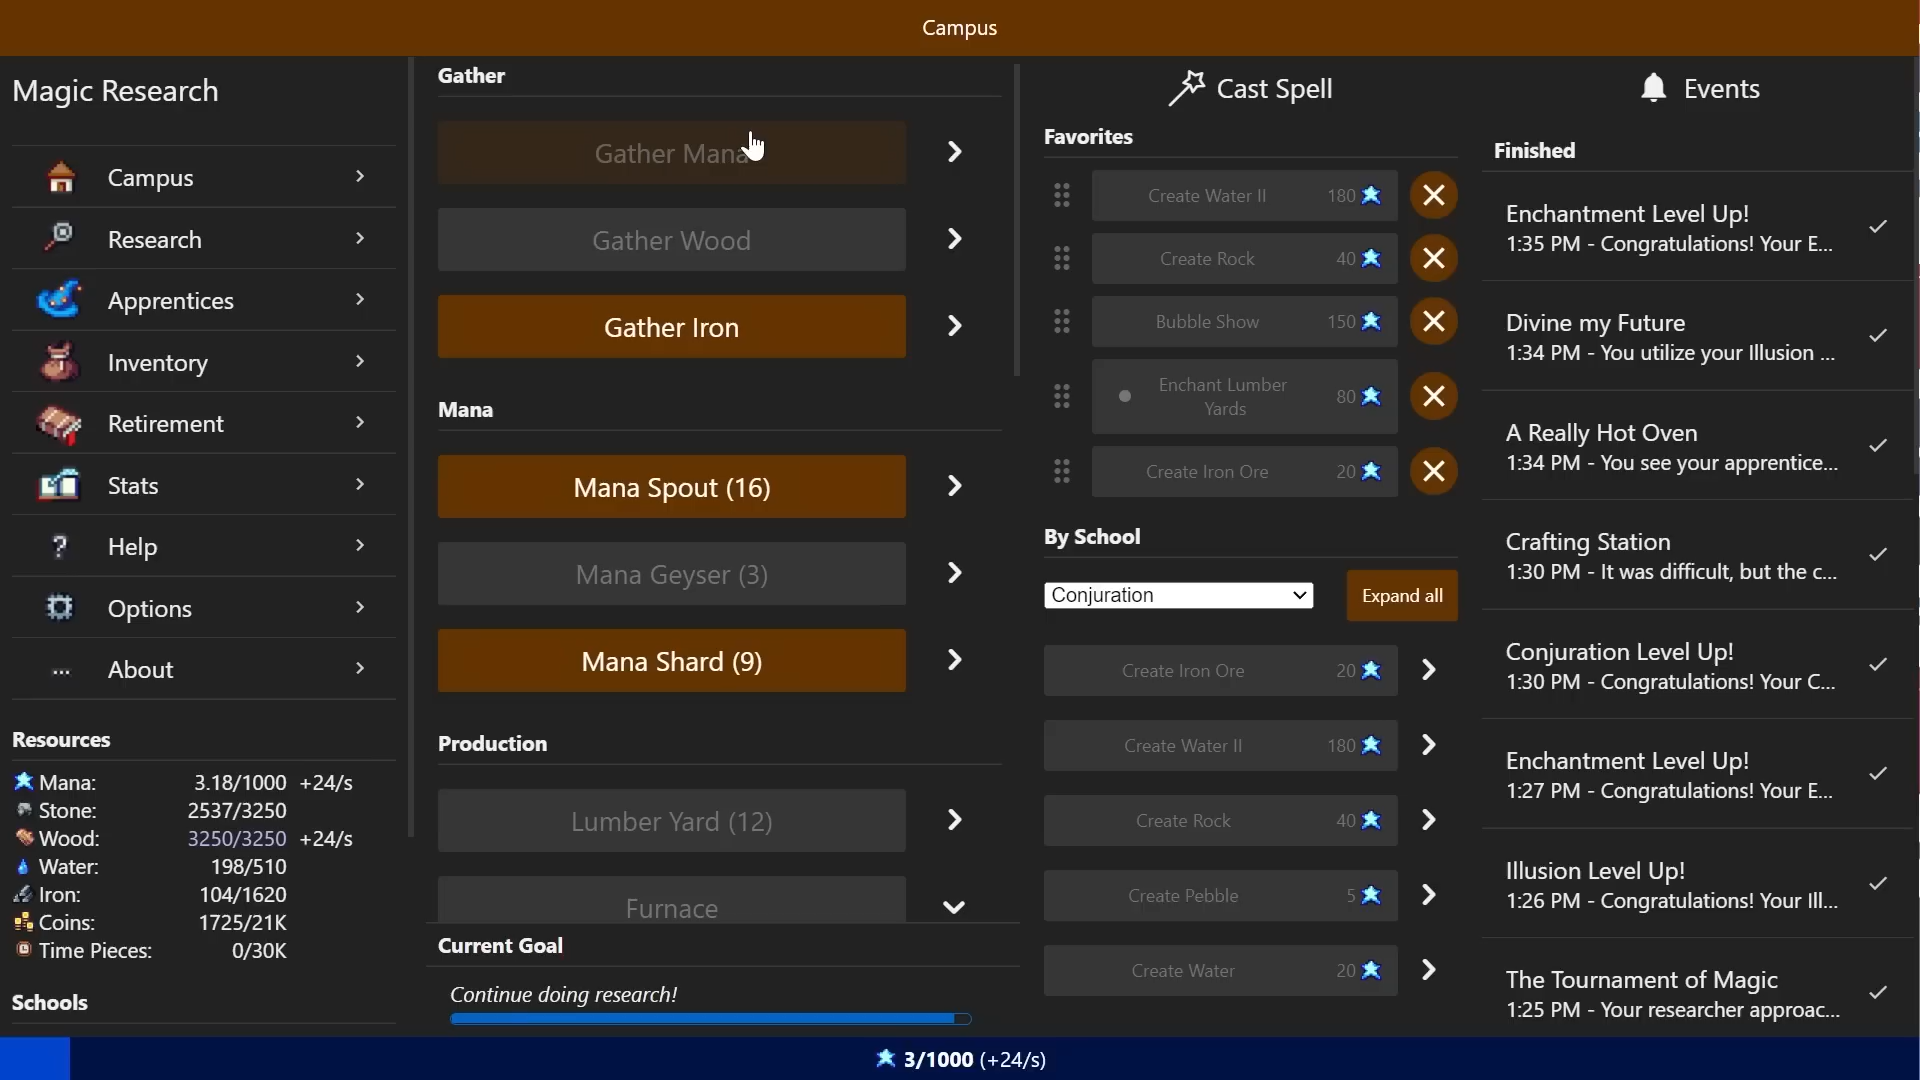 Campus
Magic Research
Campus
Research
Apprentices
Inventory
Retirement
Stats
Help
Options
About
Resources
Mana: 3.18/1000 +24/s
Stone: 2537/3250
Wood: 3250/3250 +24/s
Water: 198/510
Iron: 104/1620
Coins: 1725/21K
Time Pieces: 0/30K
Schools
Gather
Gather Mana
Gather Wood
Gather Iron
Mana
Mana Spout (16)
Mana Geyser (3)
Mana Shard (9)
Production
Lumber Yard (12)
Furnace
Current Goal
Continue doing research!
Cast Spell
Favorites
Create Water II 180
Create Rock 40
Bubble Show 150
Enchant Lumber
Yards 80
Create Iron Ore 20
By School
Conjuration
Expand all
Create Iron Ore 20
Create Water II 180
Create Rock 40
Create Pebble 5
Create Water 20
Events
Finished
Enchantment Level Up!
1:35 PM - Congratulations! Your E...
Divine my Future
1:34 PM - You utilize your Illusion ...
A Really Hot Oven
1:34 PM - You see your apprentice...
Crafting Station
1:30 PM - It was difficult, but the c...
Conjuration Level Up!
1:30 PM - Congratulations! Your C...
Enchantment Level Up!
1:27 PM - Congratulations! Your E...
Illusion Level Up!
1:26 PM - Congratulations! Your Ill...
The Tournament of Magic
1:25 PM - Your researcher approac...
3/1000 (+24/s)